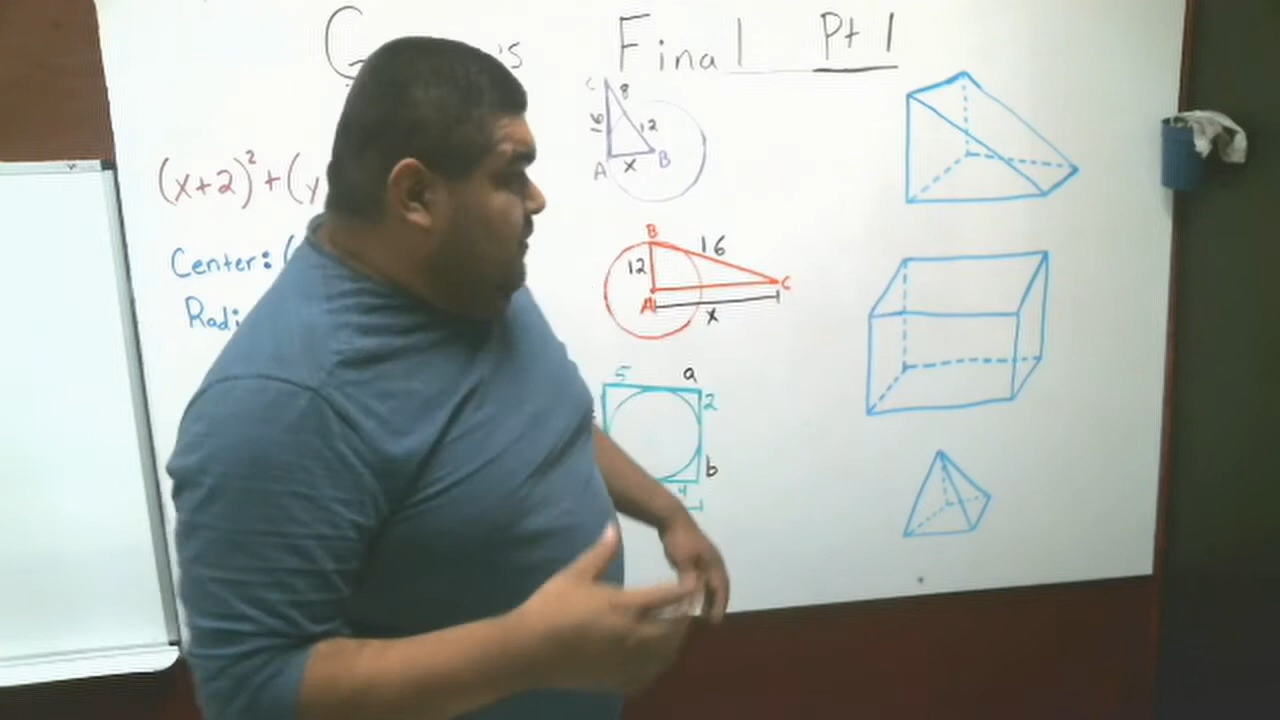 G 's Final Pt 1
(x+2)²+(y
Center: (
Radi
C 8
16 12
A x B
B 16
12
A C
x
5 a
2
b
4